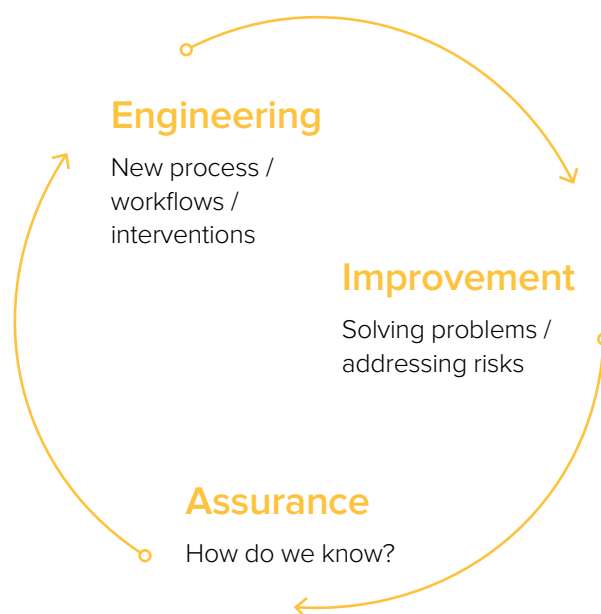 Engineering
New process /
workflows /
interventions
Improvement
Solving problems /
addressing risks
Assurance
How do we know?